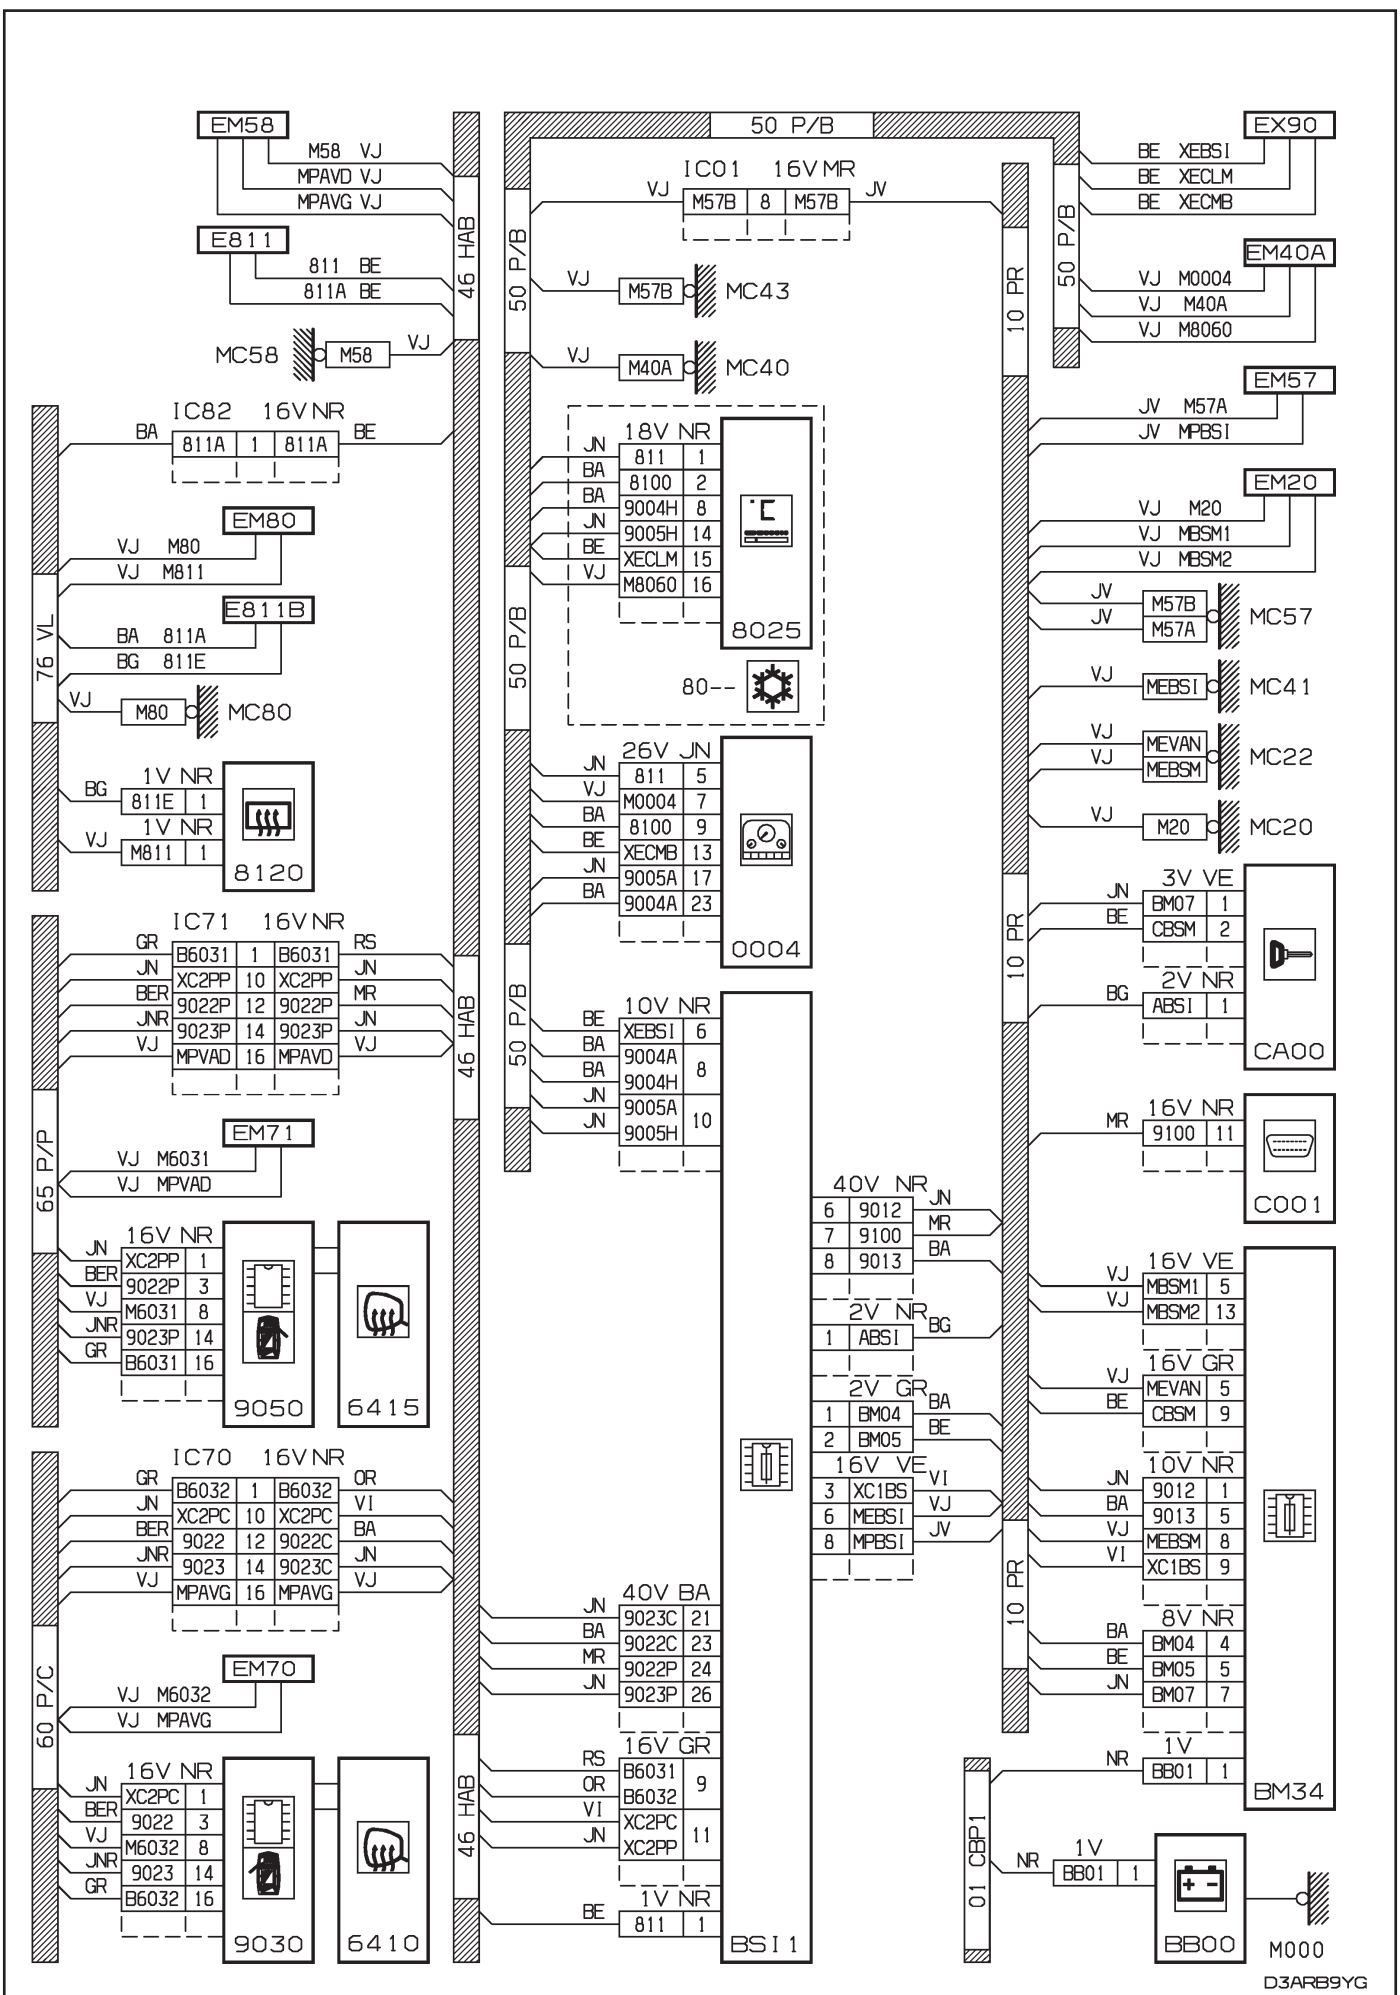 50 P/B
EM58
M58 VJ
MPAVD VJ
MPAVG VJ
E811
811 BE
811A BE
MC58 M58 VJ
46 HAB
IC82 16V NR
BA 811A 1 811A BE
EM80
VJ M80
VJ M811
E811B
BA 811A
BG 811E
76 VL
VJ M80 MC80
1V NR
BG 811E 1
1V NR
VJ M811 1
8120
IC71 16V NR
GR B6031 1 B6031 RS
JN XC2PP 10 XC2PP JN
BER 9022P 12 9022P MR
JNR 9023P 14 9023P JN
VJ MPVAD 16 MPAVD VJ
46 HAB
EM71
VJ M6031
VJ MPVAD
65 P/P
16V NR
JN XC2PP 1
BER 9022P 3
VJ M6031 8
JNR 9023P 14
GR B6031 16
9050
6415
IC70 16V NR
GR B6032 1 B6032 OR
JN XC2PC 10 XC2PC VI
BER 9022 12 9022C BA
JNR 9023 14 9023C JN
VJ MPAVG 16 MPAVG VJ
EM70
VJ M6032
VJ MPAVG
60 P/C
16V NR
JN XC2PC 1
BER 9022 3
VJ M6032 8
JNR 9023 14
GR B6032 16
9030
6410
46 HAB
50 P/B
IC01 16V MR
VJ M57B 8 M57B JV
VJ M57B MC43
VJ M40A MC40
18V NR
JN 811 1
BA 8100 2
BA 9004H 8
JN 9005H 14
BE XECLM 15
VJ M8060 16
°C
8025
80--
50 P/B
26V JN
JN 811 5
VJ M0004 7
BA 8100 9
BE XECMB 13
JN 9005A 17
BA 9004A 23
0004
50 P/B
10V NR
BE XEBSI 6
BA 9004A
BA 9004H
8
JN 9005A
JN 9005H
10
40V NR
6 9012 JN
7 9100 MR
8 9013 BA
2V NR
1 ABSI BG
2V GR
1 BM04 BA
2 BM05 BE
16V VE
3 XC1BS VI
6 MEBSI VJ
8 MPBSI JV
40V BA
JN 9023C 21
BA 9022C 23
MR 9022P 24
JN 9023P 26
16V GR
RS B6031
OR B6032
9
VI XC2PC
JN XC2PP
11
1V NR
BE 811 1
BSI1
EX90
BE XEBSI
BE XECLM
BE XECMB
50 P/B
10 PR
EM40A
VJ M0004
VJ M40A
VJ M8060
EM57
JV M57A
JV MPBSI
EM20
VJ M20
VJ MBSM1
VJ MBSM2
JV M57B
JV M57A
MC57
VJ MEBSI MC41
VJ MEVAN
VJ MEBSM
MC22
VJ M20 MC20
10 PR
3V VE
JN BM07 1
BE CBSM 2
2V NR
BG ABSI 1
CA00
16V NR
MR 9100 11
C001
16V VE
VJ MBSM1 5
VJ MBSM2 13
16V GR
VJ MEVAN 5
BE CBSM 9
10V NR
JN 9012 1
BA 9013 5
VJ MEBSM 8
VI XC1BS 9
10 PR
8V NR
BA BM04 4
BE BM05 5
JN BM07 7
1V
NR BB01 1
BM34
01 CBP1
1V
NR BB01 1
+ -
BB00
M000
D3ARB9YG